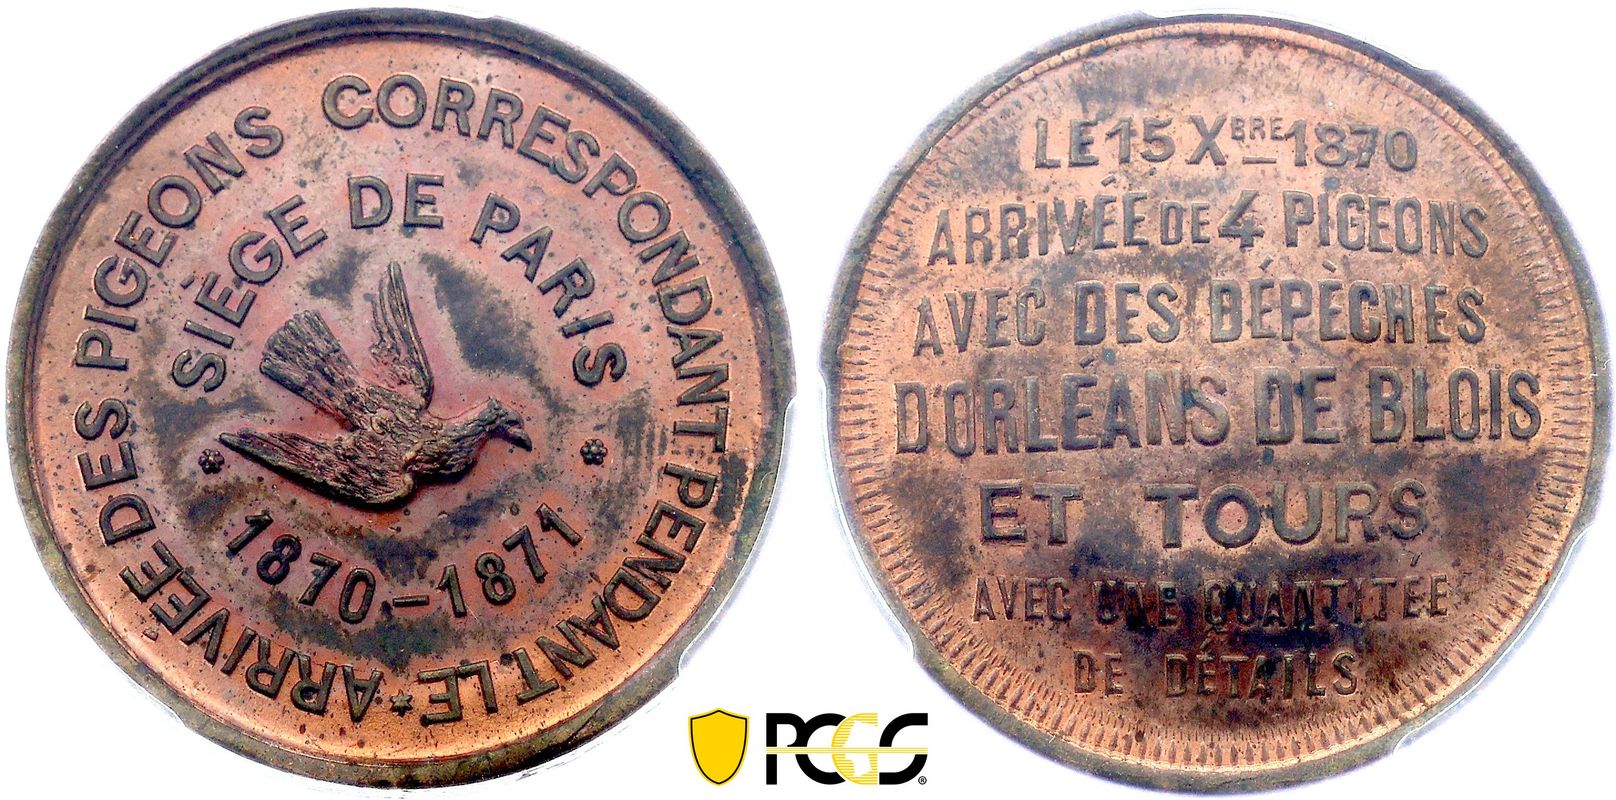 ARRIVÉE DES PIGEONS CORRESPONDANT PENDANT LE *
SIÈGE DE PARIS
1870-1871
LE 15 XBRE 1870
ARRIVÉE DE 4 PIGEONS
AVEC DES DÉPÈCHES
D'ORLÉANS DE BLOIS
ET TOURS
AVEC UNE QUANTITÉE
DE DÉTAILS
PCGS